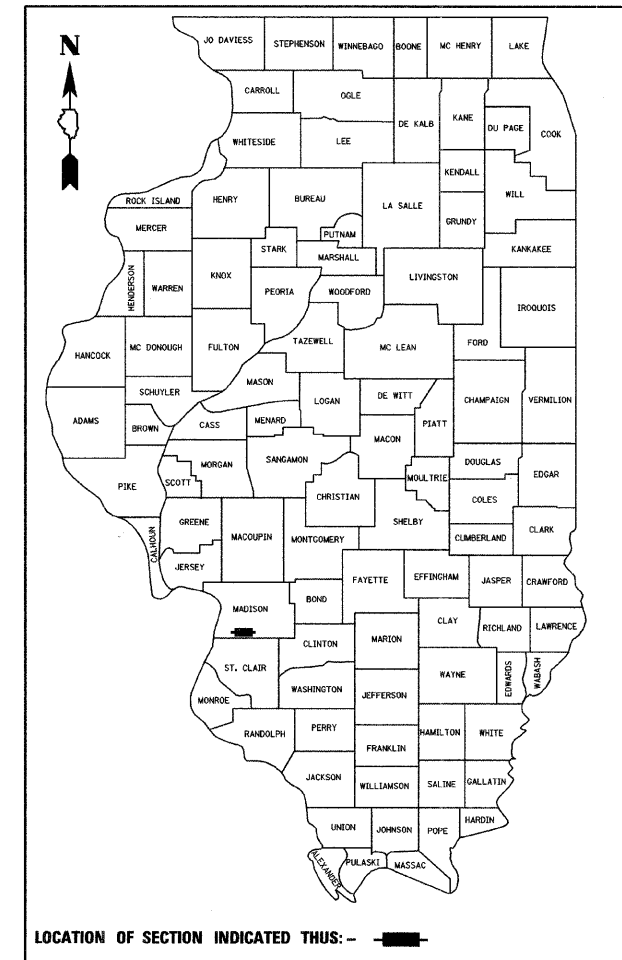 N
JO DAVIESS
STEPHENSON
WINNEBAGO
BOONE
MC HENRY
LAKE
CARROLL
OGLE
DE KALB
KANE
DU PAGE
COOK
WHITESIDE
LEE
KENDALL
WILL
ROCK ISLAND
HENRY
BUREAU
LA SALLE
GRUNDY
MERCER
PUTNAM
STARK
MARSHALL
KANKAKEE
HENDERSON
WARREN
KNOX
PEORIA
WOODFORD
LIVINGSTON
IROQUOIS
HANCOCK
MC DONOUGH
FULTON
TAZEWELL
MC LEAN
FORD
MASON
SCHUYLER
LOGAN
DE WITT
CHAMPAIGN
VERMILION
ADAMS
BROWN
CASS
MENARD
PIATT
MACON
MORGAN
SANGAMON
DOUGLAS
PIKE
SCOTT
CHRISTIAN
MOULTRIE
EDGAR
COLES
GREENE
MACOUPIN
MONTGOMERY
SHELBY
CALHOUN
CUMBERLAND
CLARK
JERSEY
FAYETTE
EFFINGHAM
JASPER
CRAWFORD
MADISON
BOND
CLAY
RICHLAND
LAWRENCE
CLINTON
MARION
ST. CLAIR
WAYNE
EDWARDS
WABASH
WASHINGTON
JEFFERSON
MONROE
RANDOLPH
PERRY
HAMILTON
WHITE
FRANKLIN
JACKSON
WILLIAMSON
SALINE
GALLATIN
UNION
JOHNSON
POPE
HARDIN
ALEXANDER
PULASKI
MASSAC
LOCATION OF SECTION INDICATED THUS: -